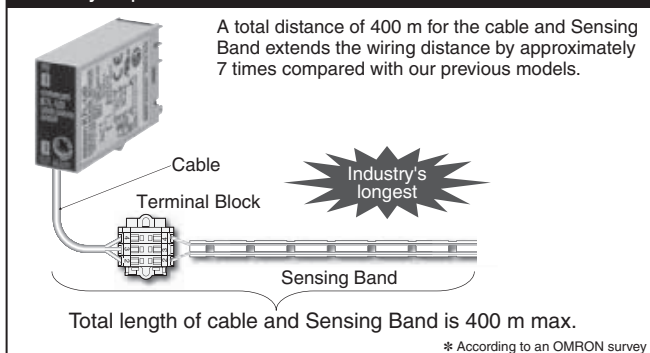 A total distance of 400 m for the cable and Sensing
Band extends the wiring distance by approximately
7 times compared with our previous models.
Cable
Industry's
longest
Terminal Block
Sensing Band
Total length of cable and Sensing Band is 400 m max.
✽ According to an OMRON survey